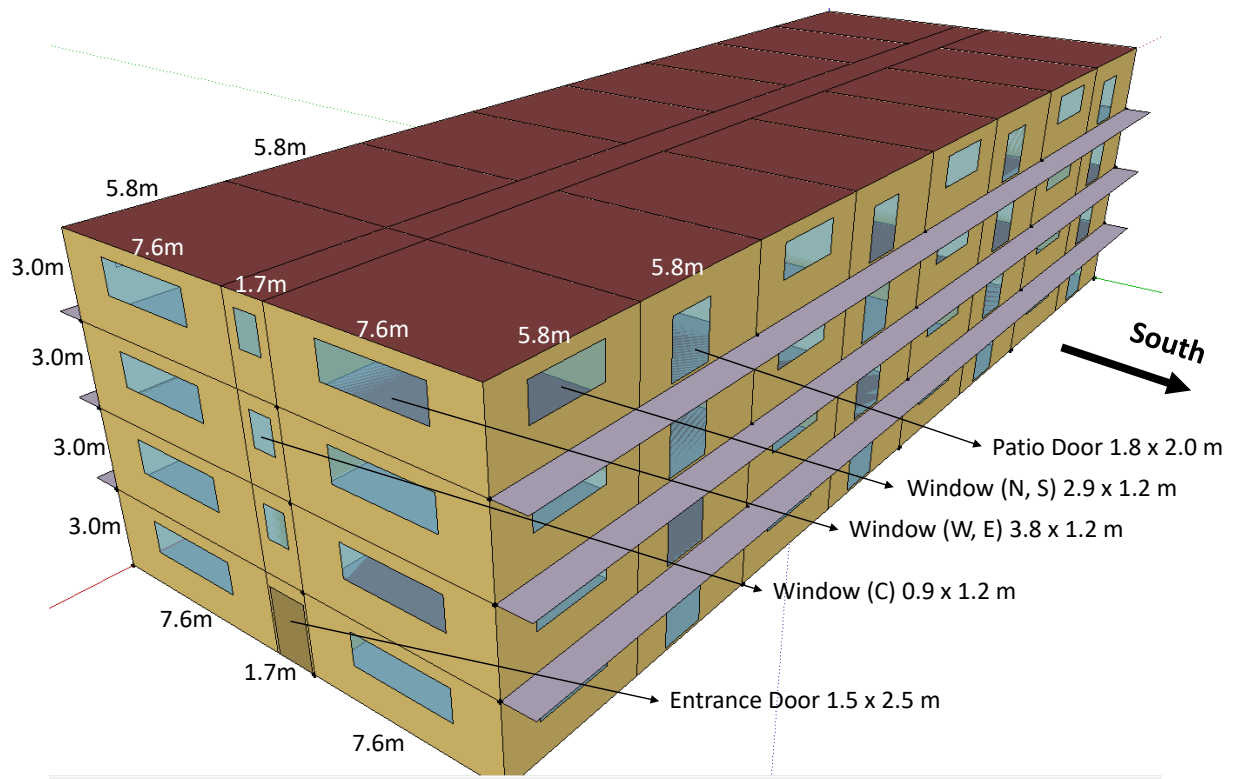 5.8m
5.8m
7.6m
3.0m
1.7m
5.8m
7.6m
5.8m
South
3.0m
3.0m
3.0m
Patio Door 1.8 x 2.0 m
Window (N, S) 2.9 x 1.2 m
Window (W, E) 3.8 x 1.2 m
Window (C) 0.9 x 1.2 m
7.6m
1.7m
Entrance Door 1.5 x 2.5 m
7.6m